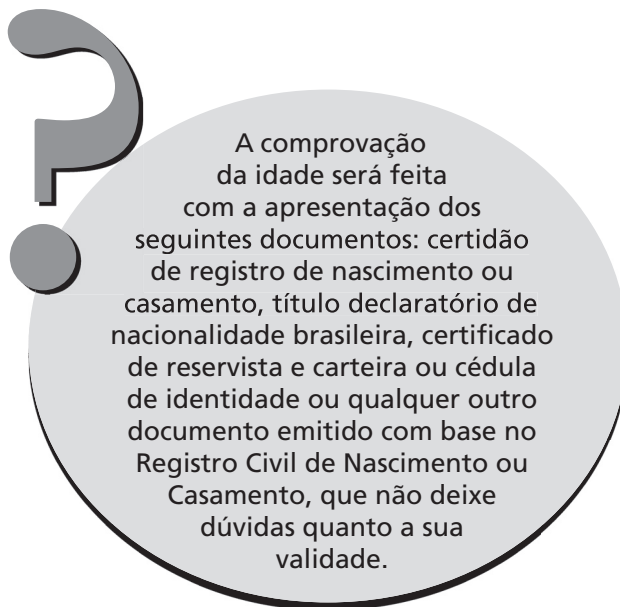 A comprovação
da idade será feita
com a apresentação dos
seguintes documentos: certidão
de registro de nascimento ou
casamento, título declaratório de
nacionalidade brasileira, certificado
de reservista e carteira ou cédula
de identidade ou qualquer outro
documento emitido com base no
Registro Civil de Nascimento ou
Casamento, que não deixe
dúvidas quanto a sua
validade.